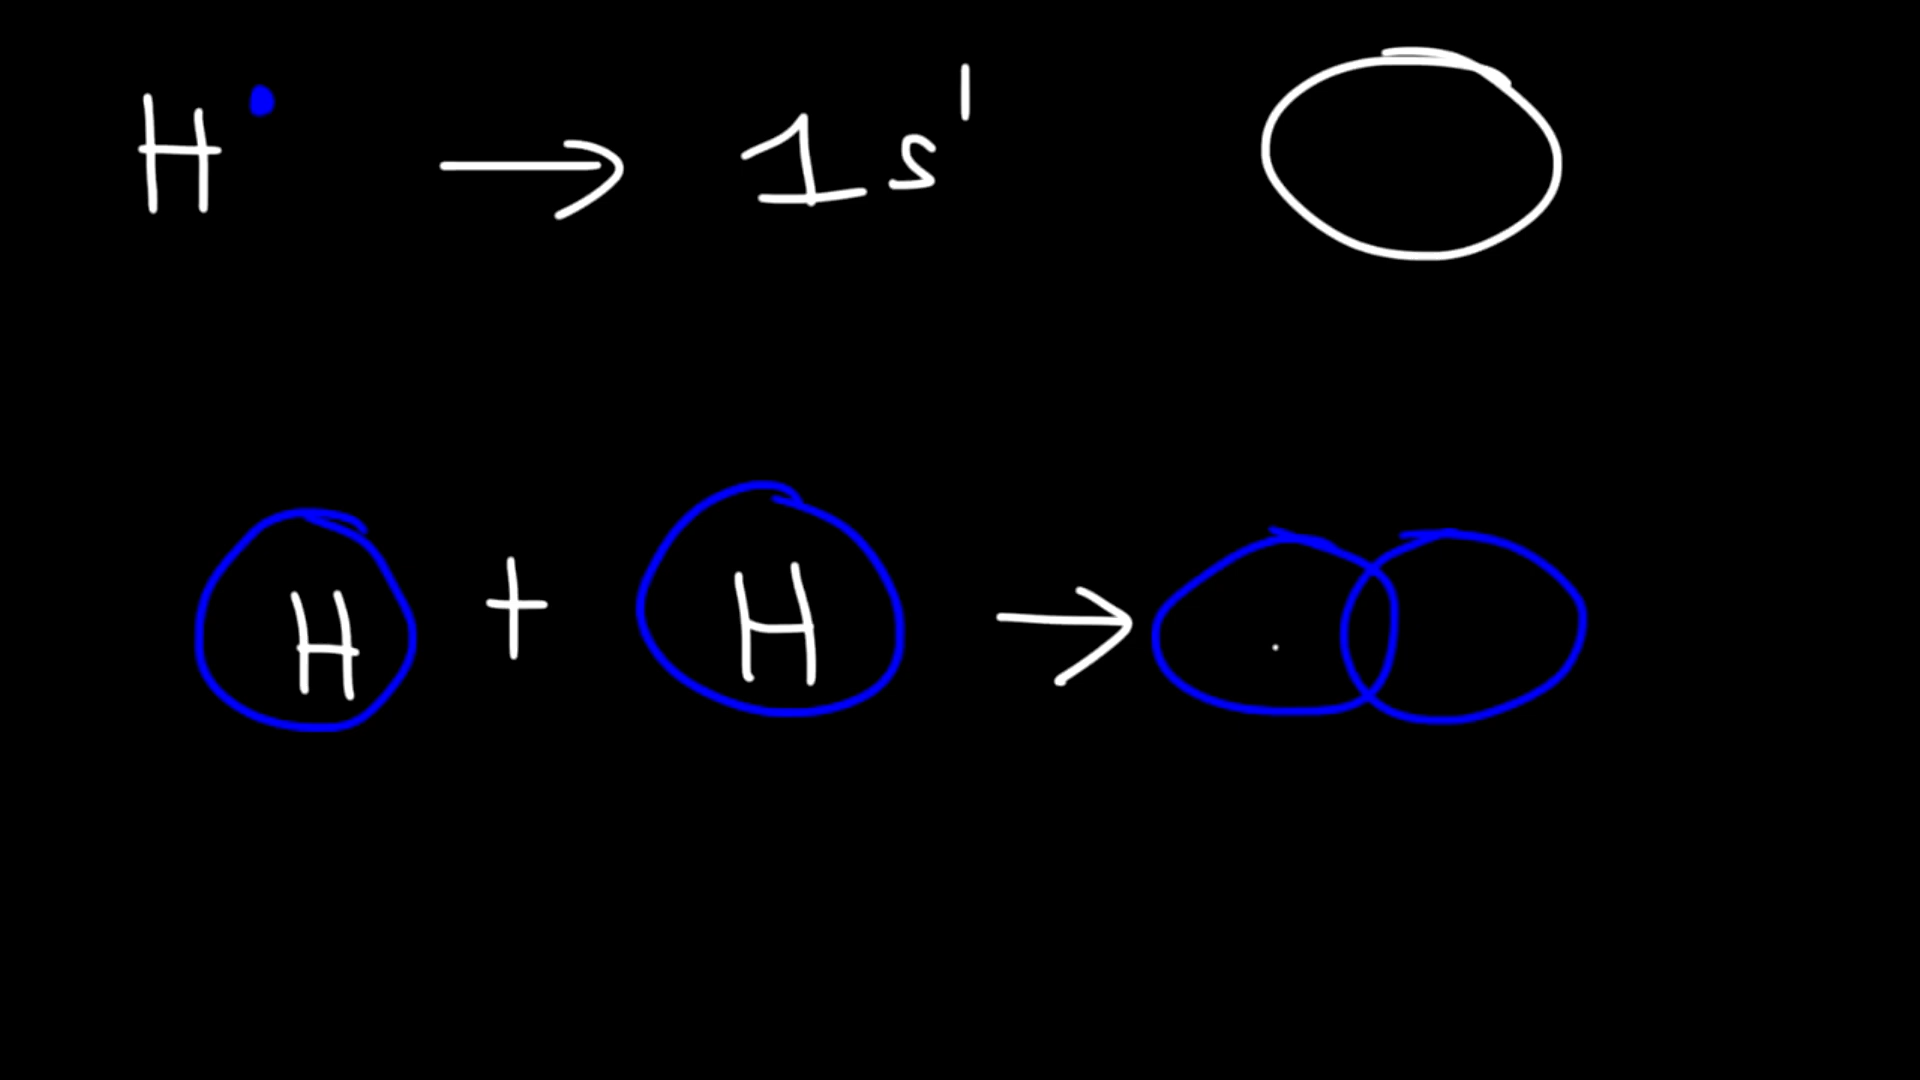 H• → 1s¹
H + H →